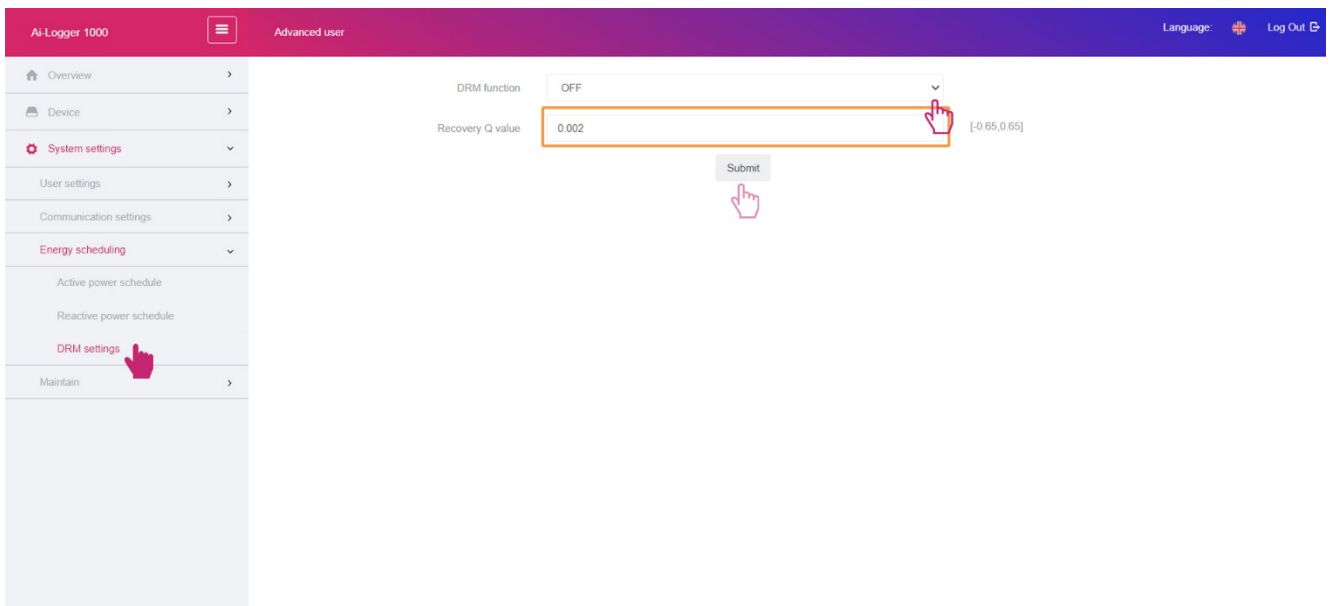 Ai-Logger 1000
Advanced user
Language:
Log Out
Overview
Device
System settings
User settings
Communication settings
Energy scheduling
Active power schedule
Reactive power schedule
DRM settings
Maintain
DRM function OFF
Recovery Q value 0.002 [-0.65,0.65]
Submit